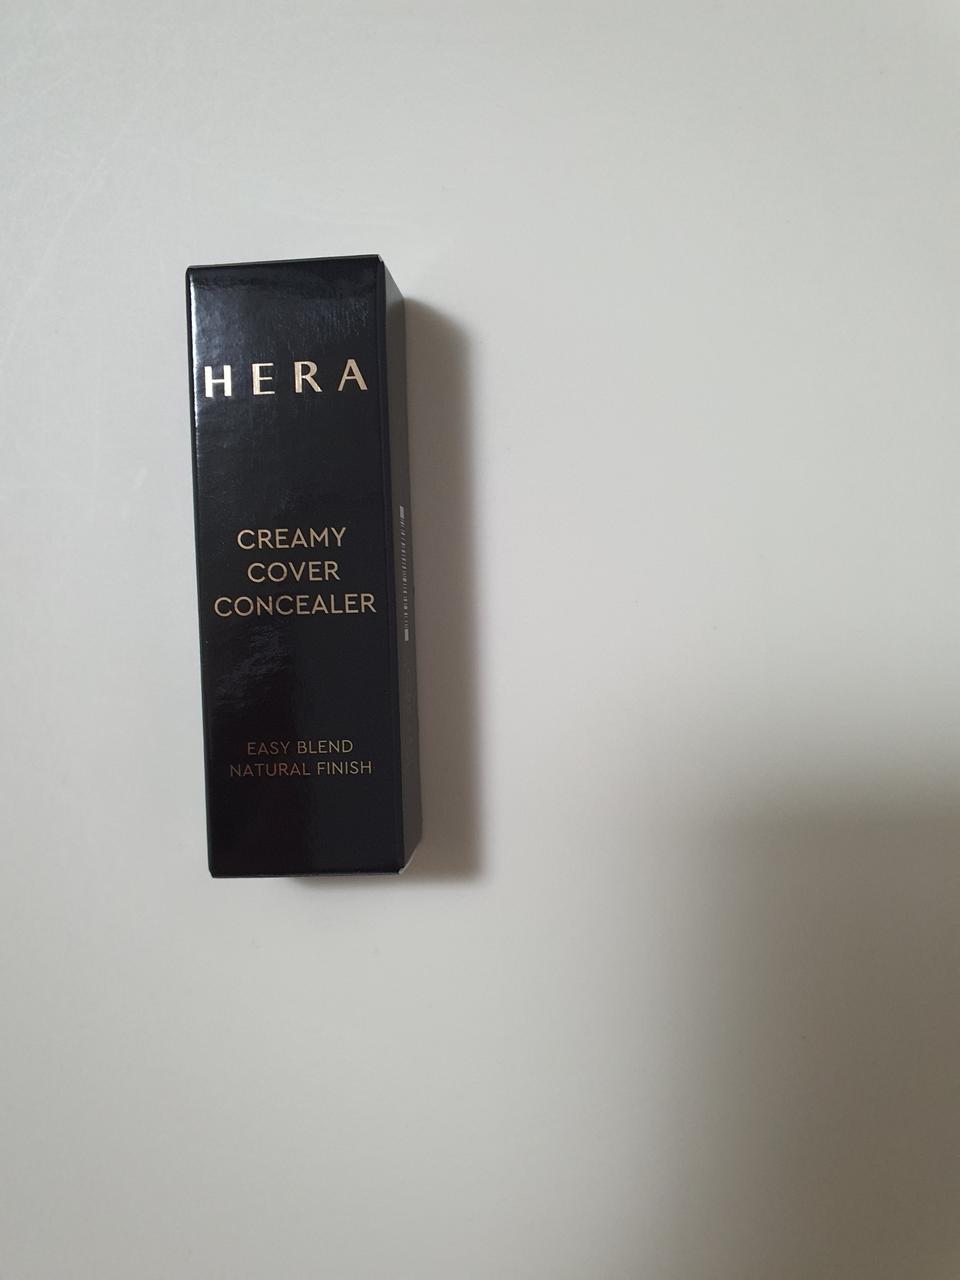 HERA
CREAMY
COVER
CONCEALER
EASY BLEND
NATURAL FINISH